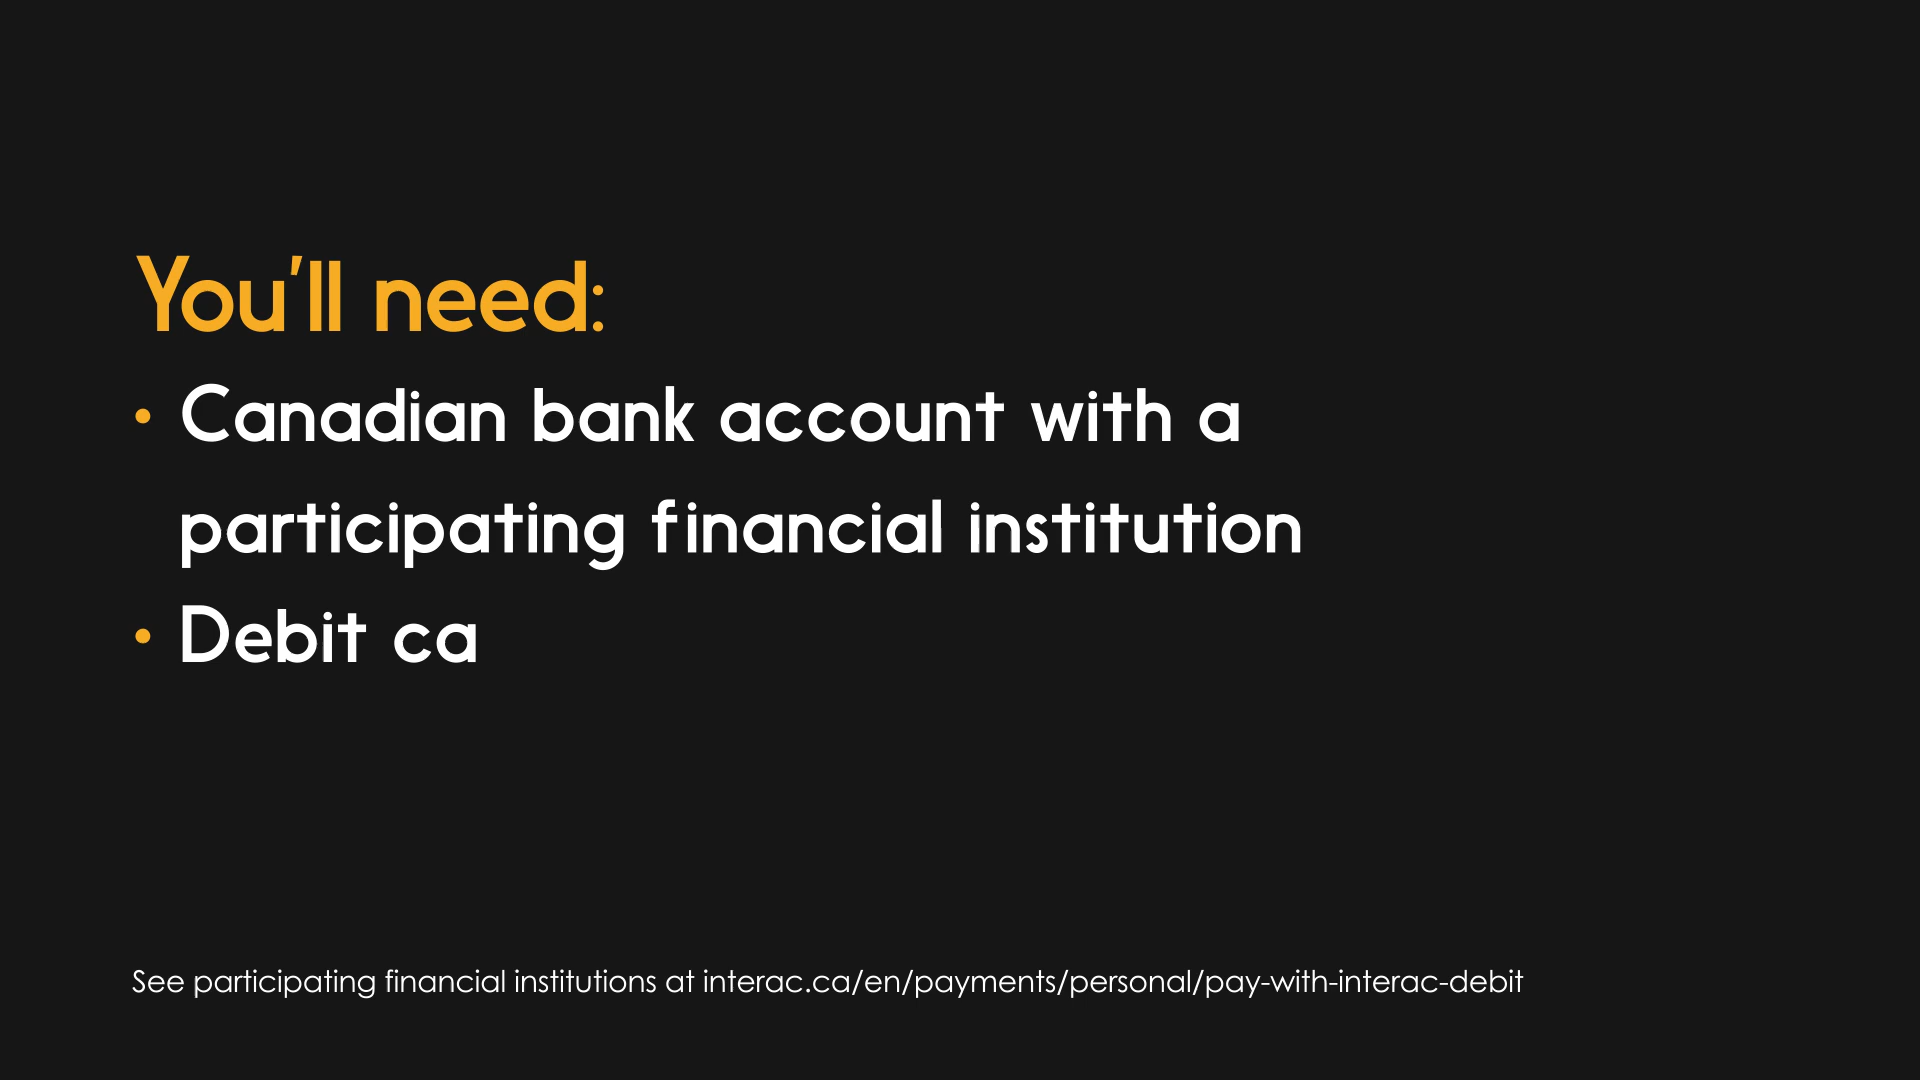 You'll need:
• Canadian bank account with a
participating financial institution
• Debit ca
See participating financial institutions at interac.ca/en/payments/personal/pay-with-interac-debit